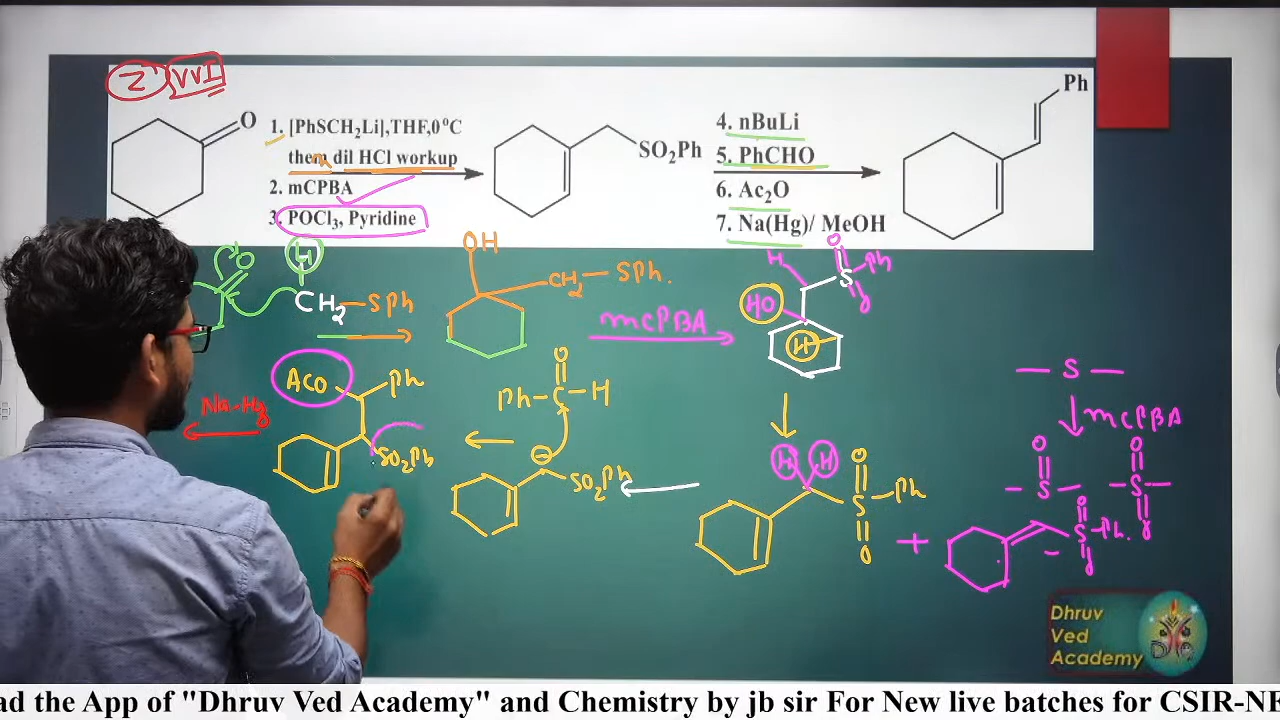 2 VVI
O
1. [PhSCH₂Li],THF,0⁰C
then dil HCl workup
2. mCPBA
3. POCl₃, Pyridine
SO₂Ph
4. nBuLi
5. PhCHO
6. Ac₂O
7. Na(Hg)/ MeOH
Ph
O H
CH₂—SPh
OH
CH₂—SPh.
mCPBA
H O S Ph
HO
H
—S—
mCPBA
O
—S—
O
—S—
ACO Ph
SO₂Ph
Na-Hg
O
Ph-C-H
⊖
SO₂Ph
H H O
S—Ph
O
+
O
S-Ph.
Dhruv
Ved
Academy
ad the App of "Dhruv Ved Academy" and Chemistry by jb sir For New live batches for CSIR-NE